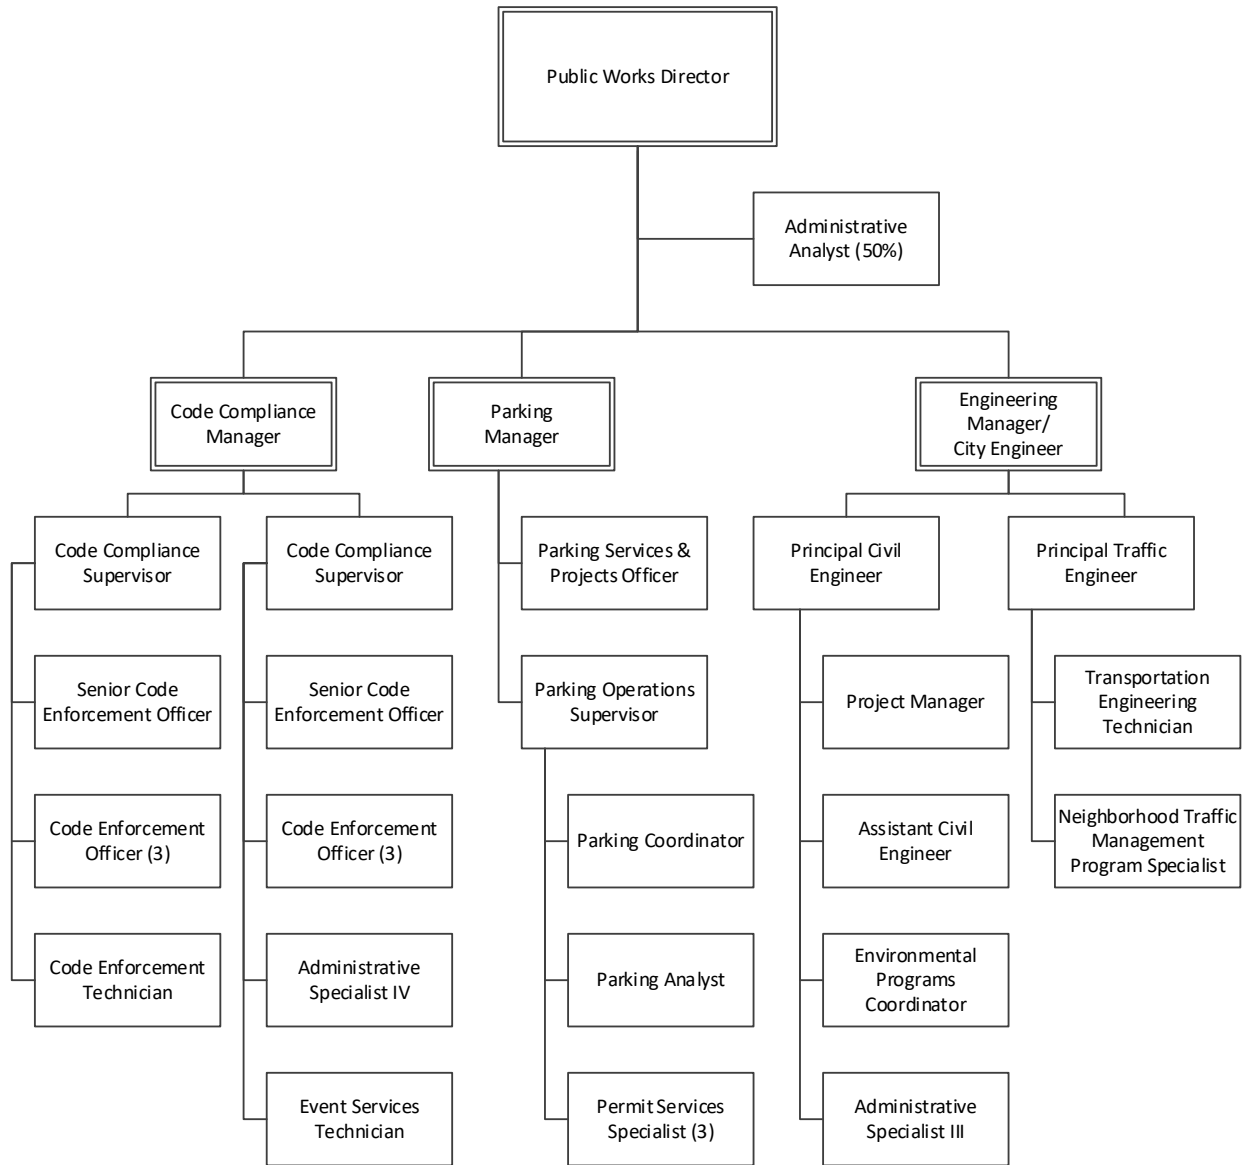 Public Works Director
Administrative
Analyst (50%)
Code Compliance
Manager
Parking
Manager
Engineering
Manager/
City Engineer
Code Compliance
Supervisor
Code Compliance
Supervisor
Parking Services &
Projects Officer
Principal Civil
Engineer
Principal Traffic
Engineer
Senior Code
Enforcement Officer
Senior Code
Enforcement Officer
Parking Operations
Supervisor
Project Manager
Transportation
Engineering
Technician
Code Enforcement
Officer (3)
Code Enforcement
Officer (3)
Parking Coordinator
Assistant Civil
Engineer
Neighborhood Traffic
Management
Program Specialist
Code Enforcement
Technician
Administrative
Specialist IV
Parking Analyst
Environmental
Programs
Coordinator
Event Services
Technician
Permit Services
Specialist (3)
Administrative
Specialist III